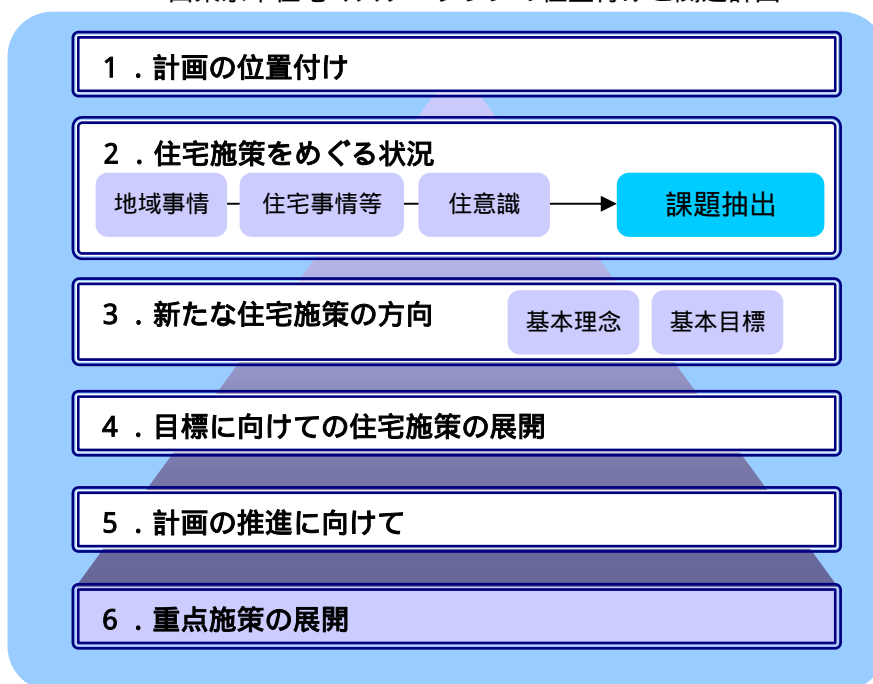 １．計画の位置付け
２．住宅施策をめぐる状況
地域事情 住宅事情等 住意識 課題抽出
３．新たな住宅施策の方向
基本理念 基本目標
４．目標に向けての住宅施策の展開
５．計画の推進に向けて
６．重点施策の展開